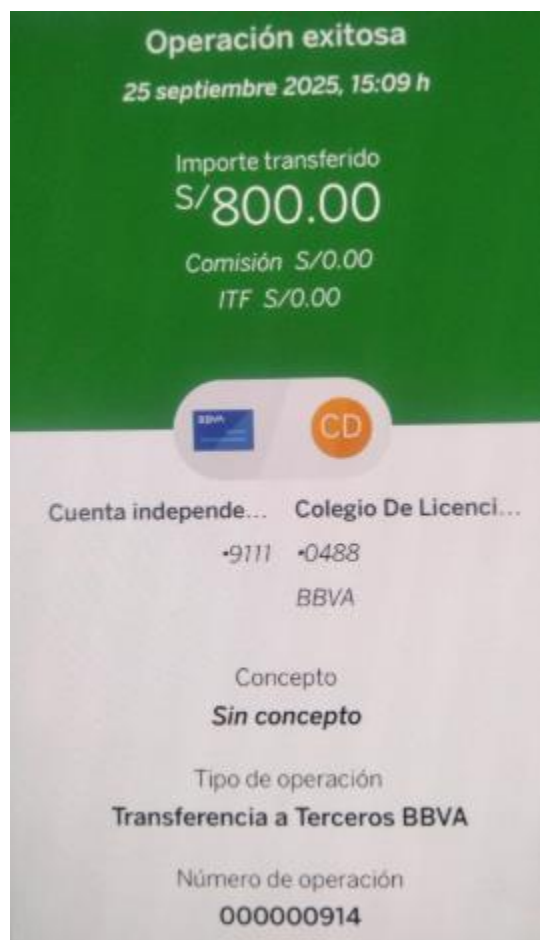 Operación exitosa
25 septiembre 2025, 15:09 h
Importe transferido
S/800.00
Comisión S/0.00
ITF S/0.00
BBVA CD
Cuenta independe... Colegio De Licenci...
•9111 •0488
BBVA
Concepto
Sin concepto
Tipo de operación
Transferencia a Terceros BBVA
Número de operación
000000914